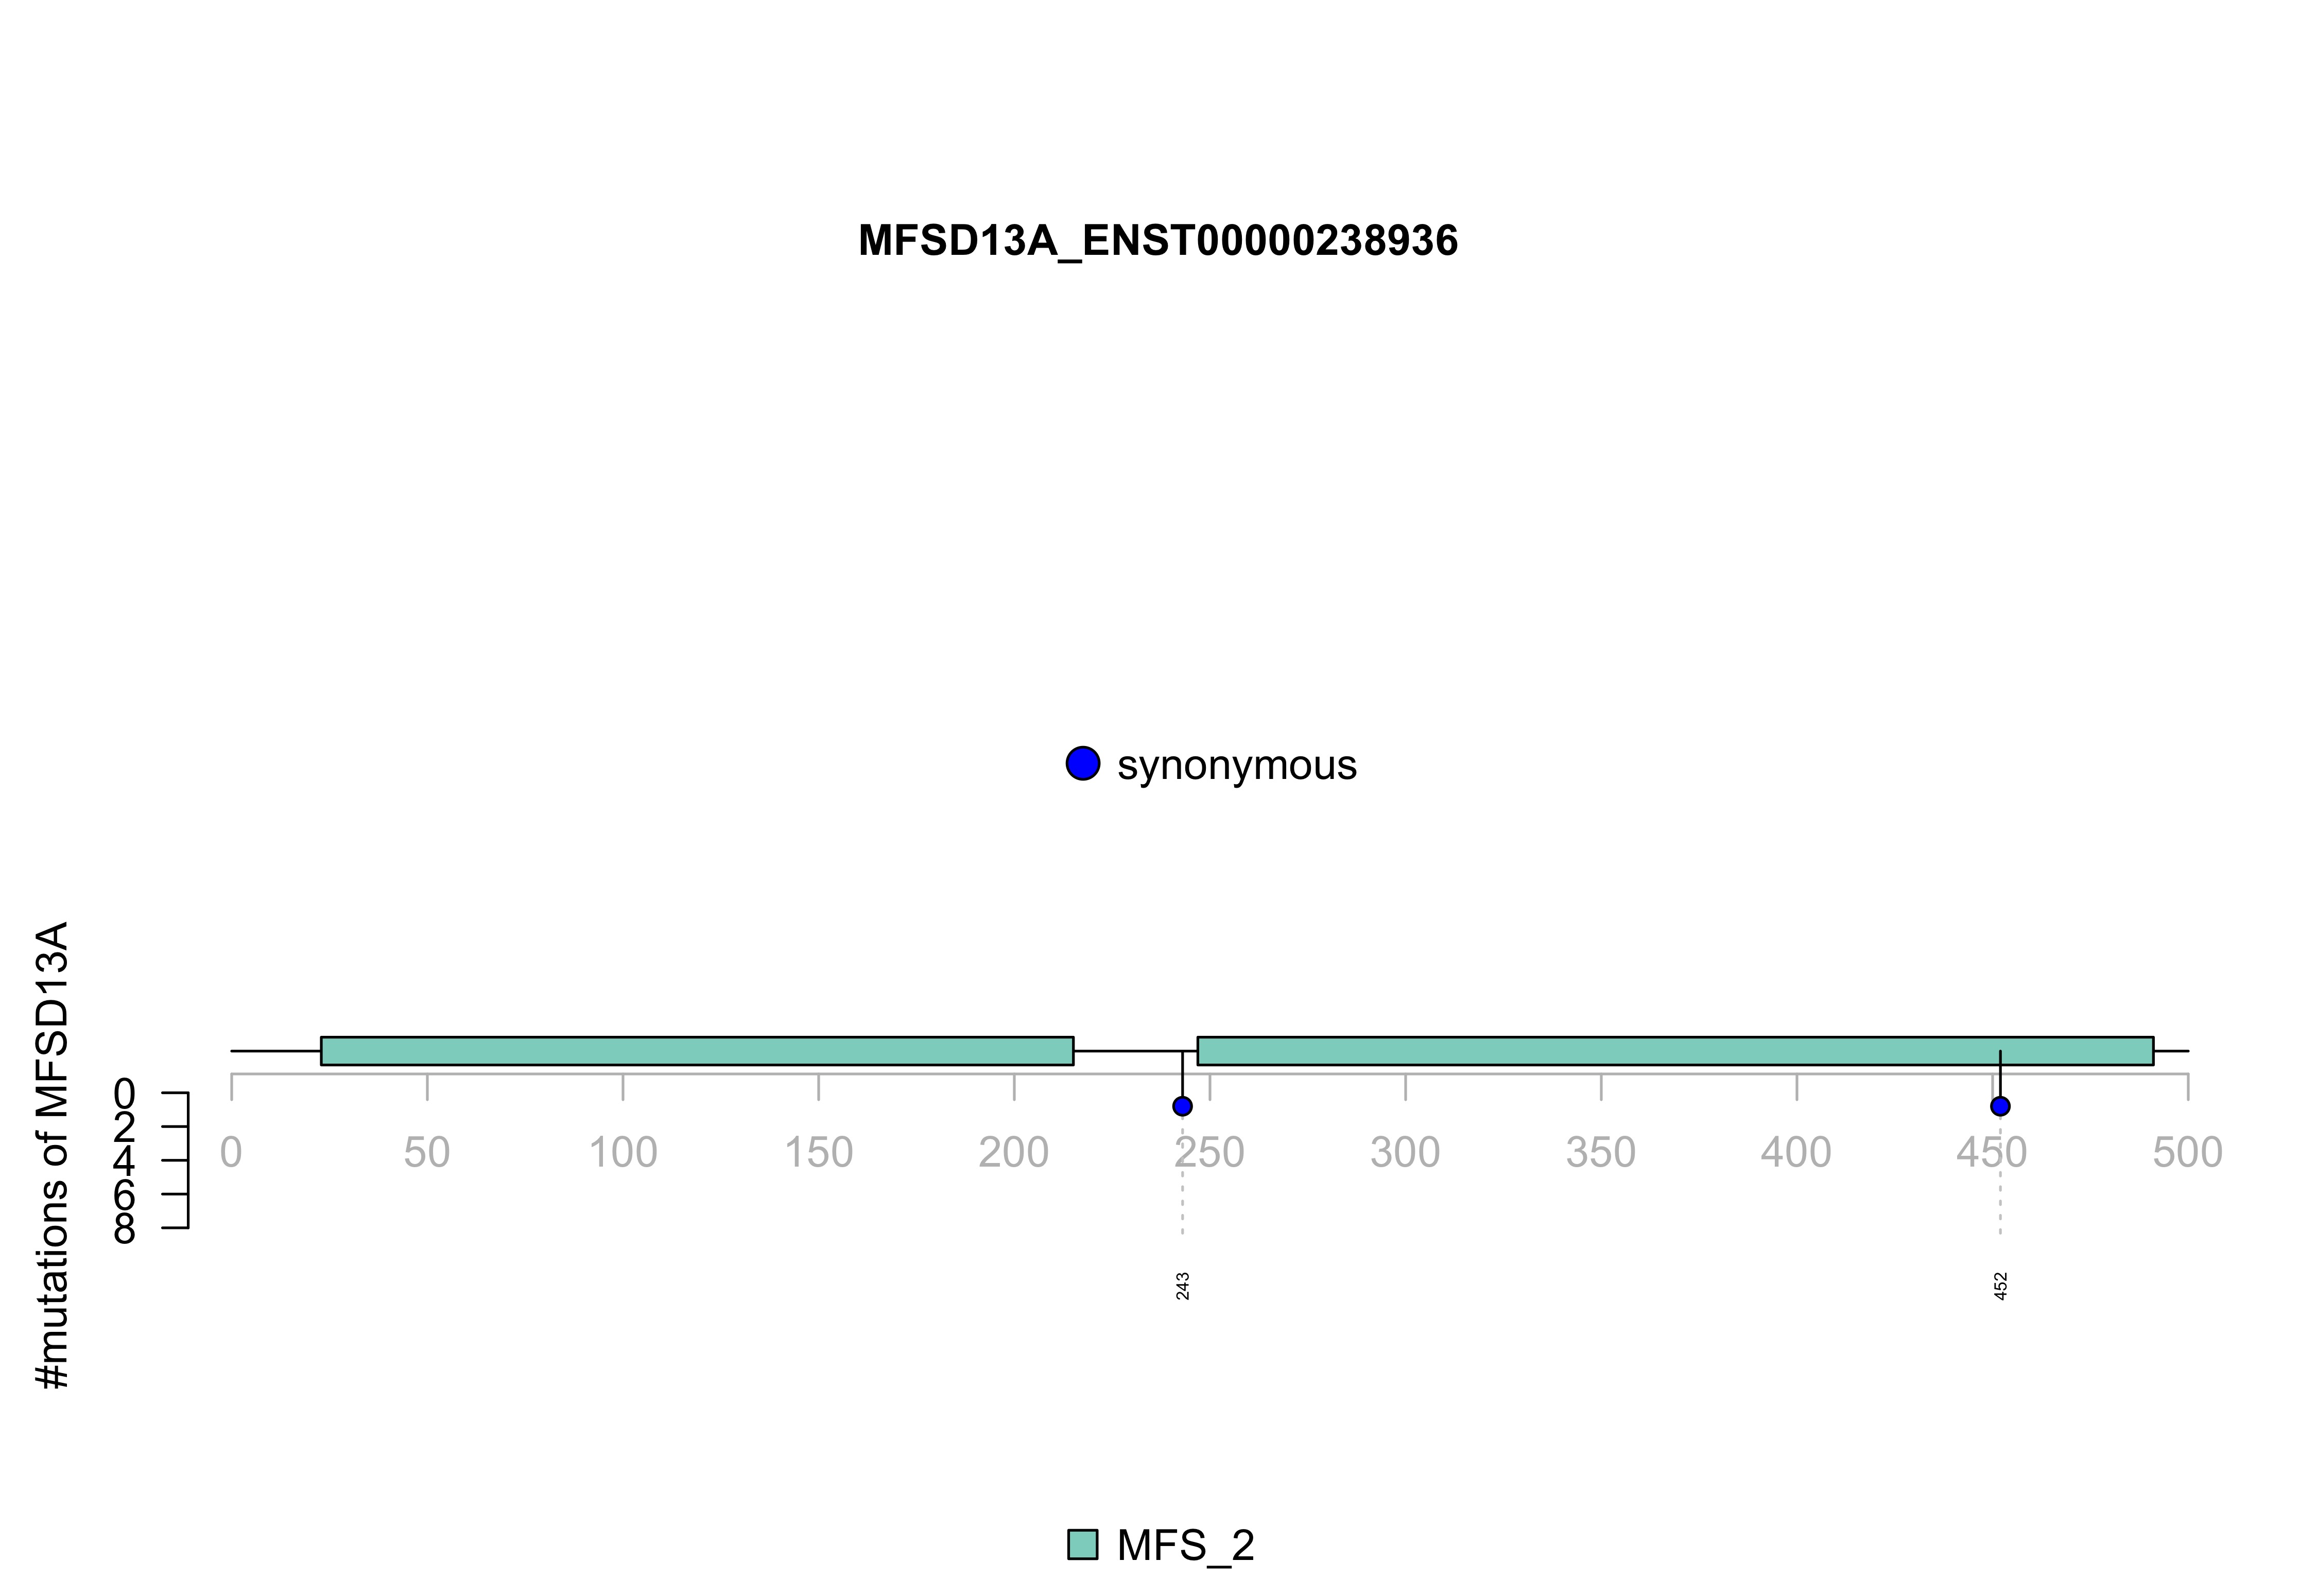 MFSD13A_ENST00000238936
synonymous
#mutations of MFSD13A
0
2
4
6
8
0 50 100 150 200 250 300 350 400 450 500
243 452
MFS_2